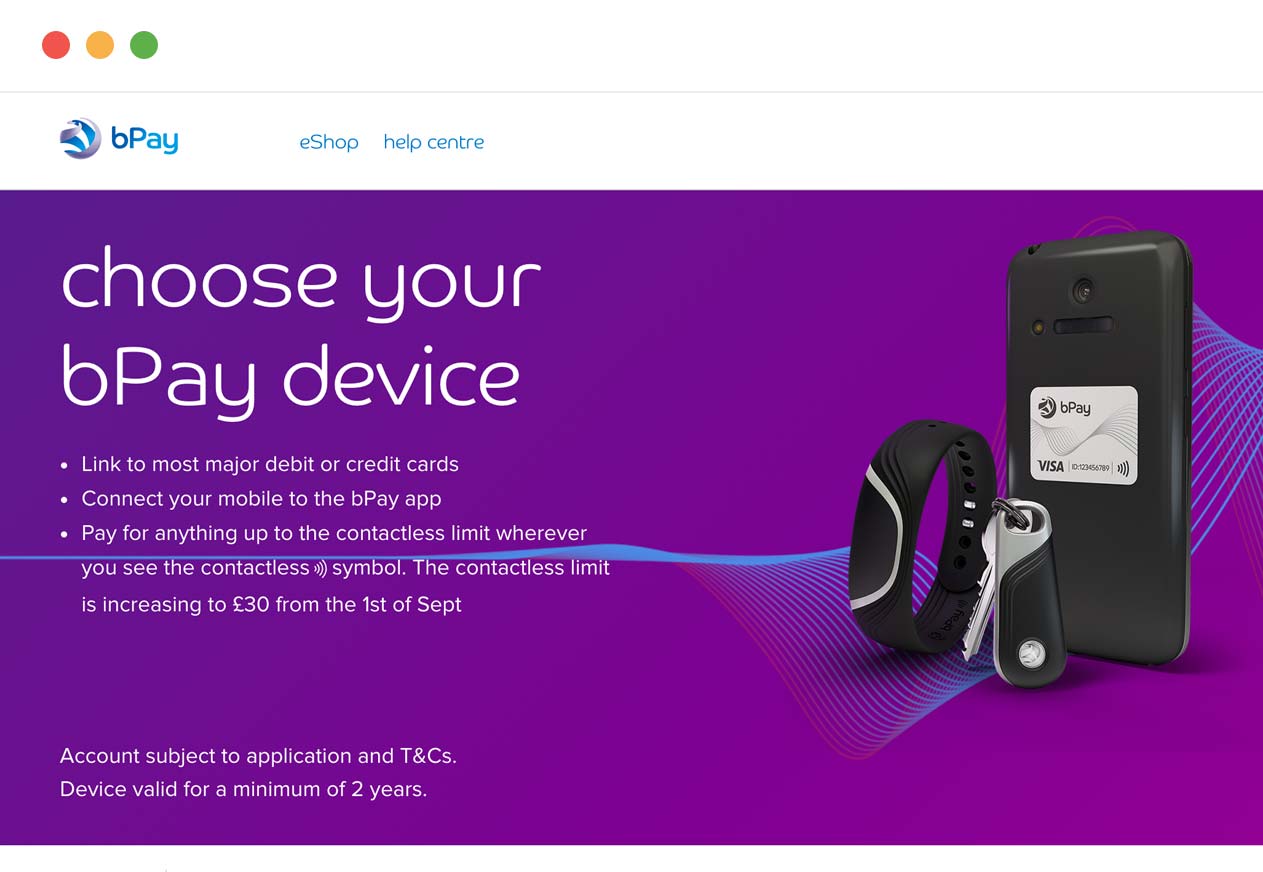 bPay
eShop help centre
choose your
bPay device
• Link to most major debit or credit cards
• Connect your mobile to the bPay app
• Pay for anything up to the contactless limit wherever
you see the contactless symbol. The contactless limit
is increasing to £30 from the 1st of Sept
bPay
VISA ID:123456789
bPay
Account subject to application and T&Cs.
Device valid for a minimum of 2 years.